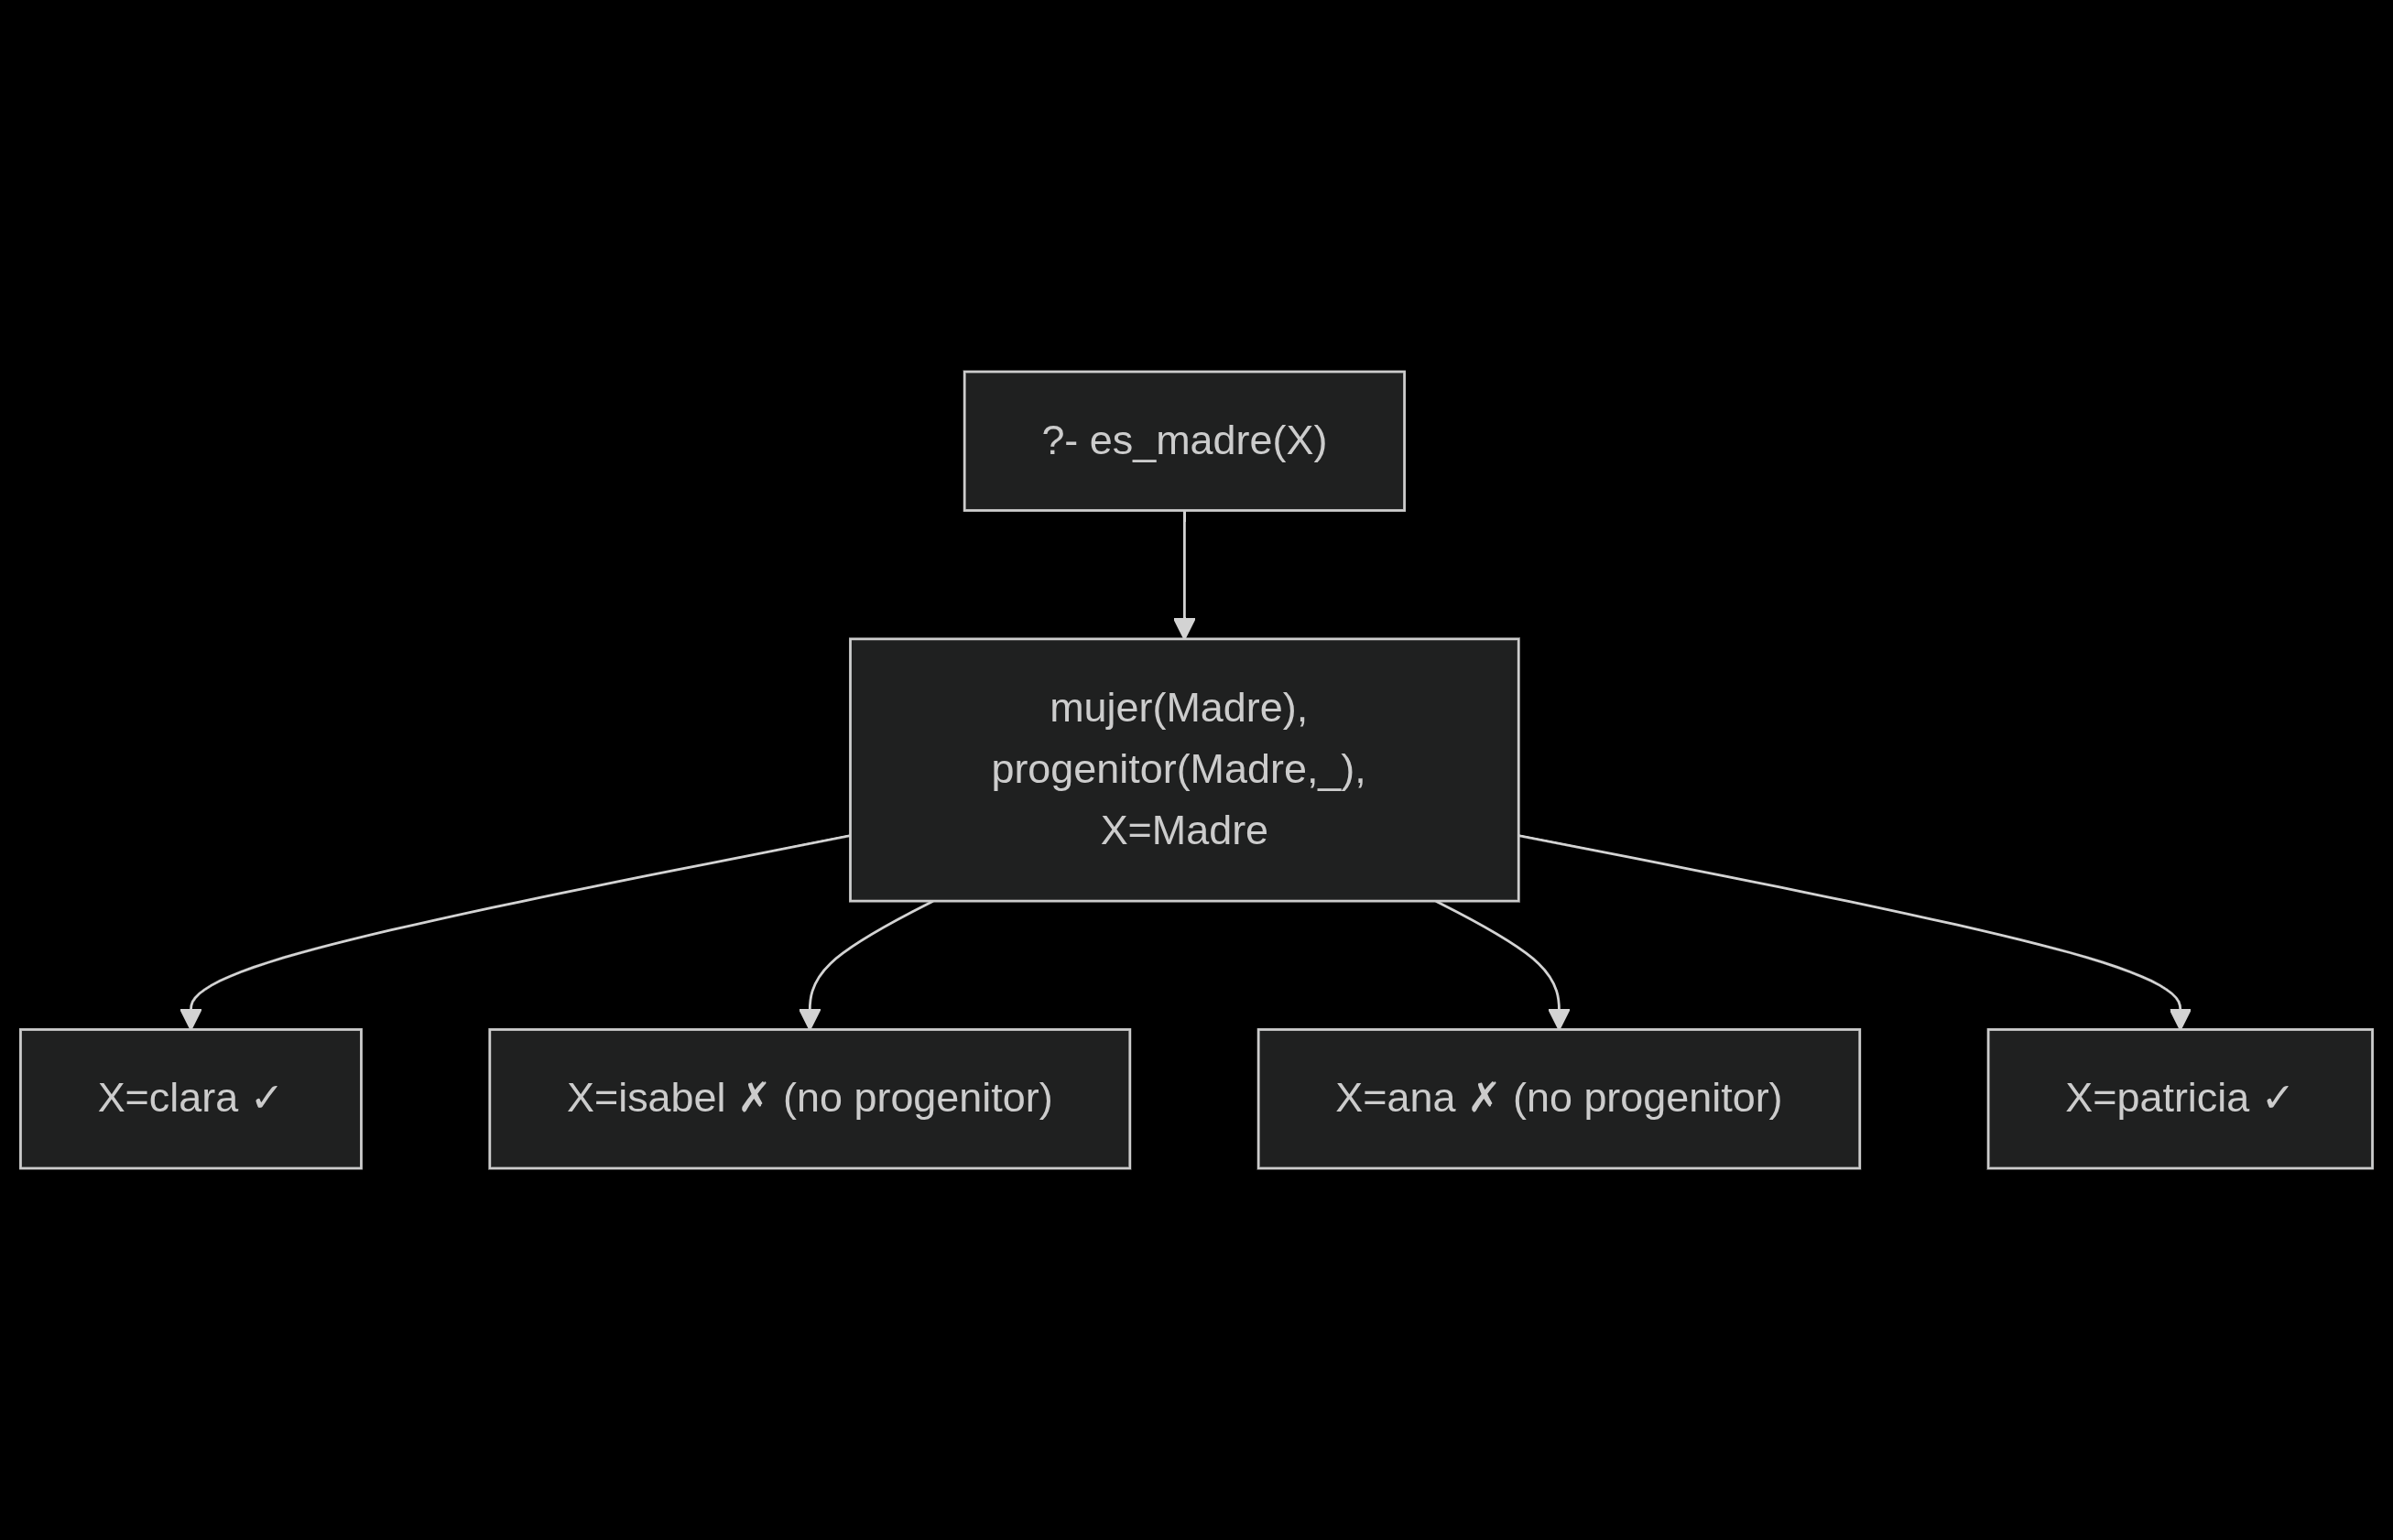 ?- es_madre(X)
mujer(Madre),
progenitor(Madre,_),
X=Madre
X=clara ✓
X=isabel ✗ (no progenitor)
X=ana ✗ (no progenitor)
X=patricia ✓